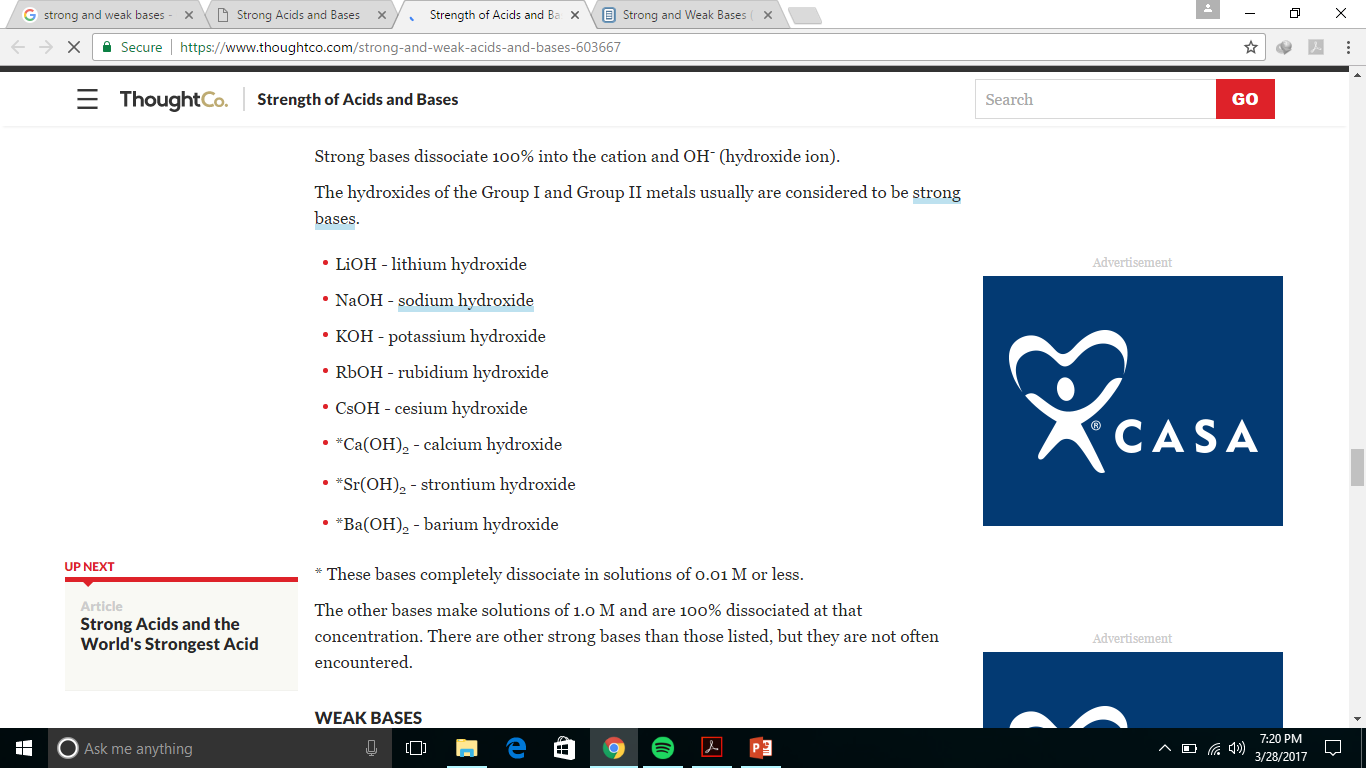 strong and weak bases -
Strong Acids and Bases
Strength of Acids and Ba
Strong and Weak Bases (
Secure | https://www.thoughtco.com/strong-and-weak-acids-and-bases-603667
ThoughtCo.
Strength of Acids and Bases
Search
GO
Strong bases dissociate 100% into the cation and OH⁻ (hydroxide ion).
The hydroxides of the Group I and Group II metals usually are considered to be strong
bases.
• LiOH - lithium hydroxide
• NaOH - sodium hydroxide
• KOH - potassium hydroxide
• RbOH - rubidium hydroxide
• CsOH - cesium hydroxide
• *Ca(OH)₂ - calcium hydroxide
• *Sr(OH)₂ - strontium hydroxide
• *Ba(OH)₂ - barium hydroxide
* These bases completely dissociate in solutions of 0.01 M or less.
The other bases make solutions of 1.0 M and are 100% dissociated at that
concentration. There are other strong bases than those listed, but they are not often
encountered.
WEAK BASES
UP NEXT
Article
Strong Acids and the
World's Strongest Acid
Advertisement
® CASA
Advertisement
Ask me anything
7:20 PM
3/28/2017